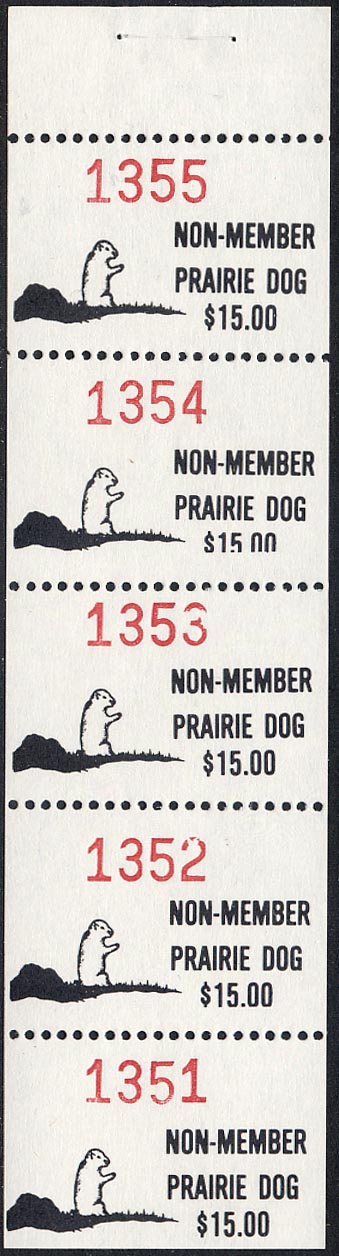 1355
NON-MEMBER
PRAIRIE DOG
$15.00
1354
NON-MEMBER
PRAIRIE DOG
$15.00
1353
NON-MEMBER
PRAIRIE DOG
$15.00
1352
NON-MEMBER
PRAIRIE DOG
$15.00
1351
NON-MEMBER
PRAIRIE DOG
$15.00